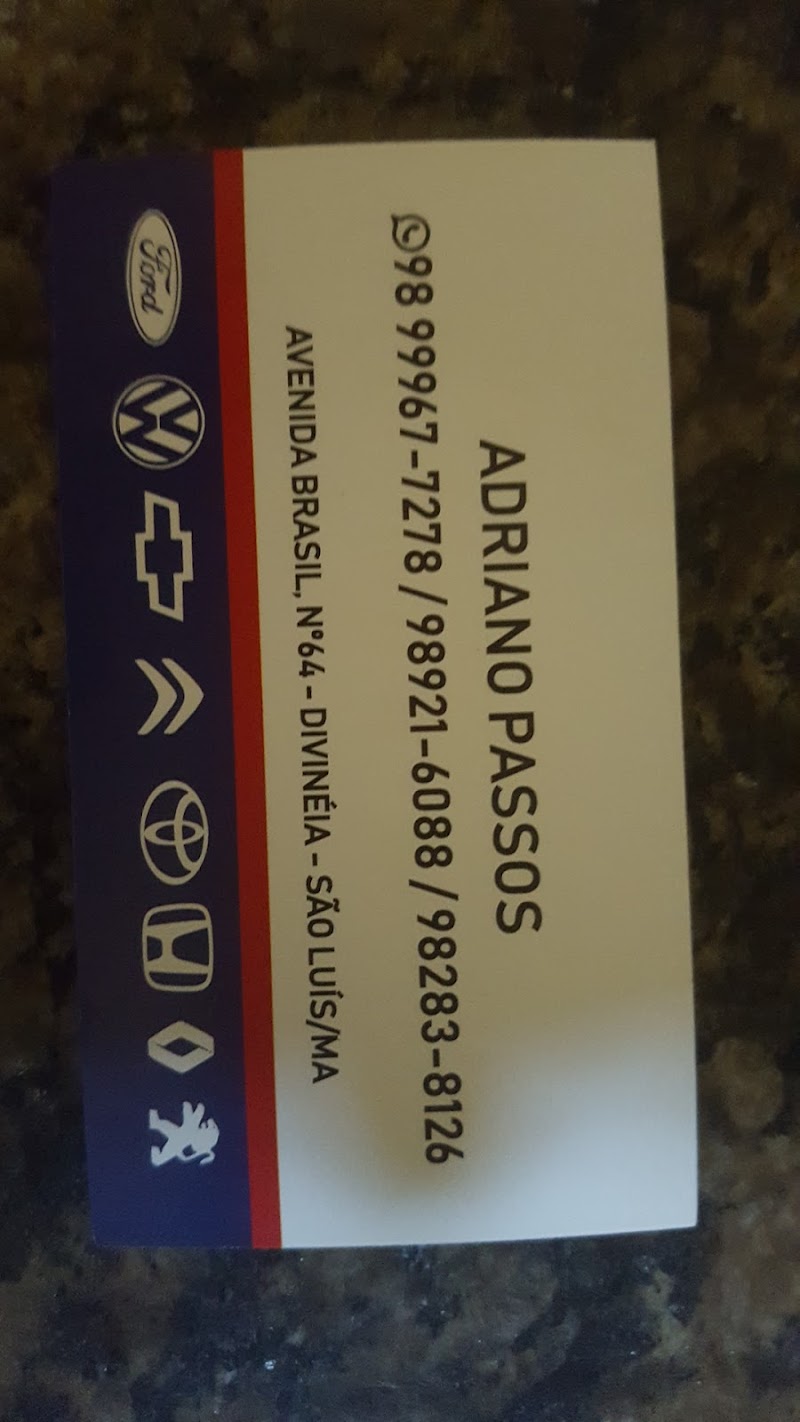 ADRIANO PASSOS
98 99967-7278 / 98921-6088 / 98283-8126
AVENIDA BRASIL, Nº64 - DIVINÉIA - SÃO LUÍS/MA
Ford